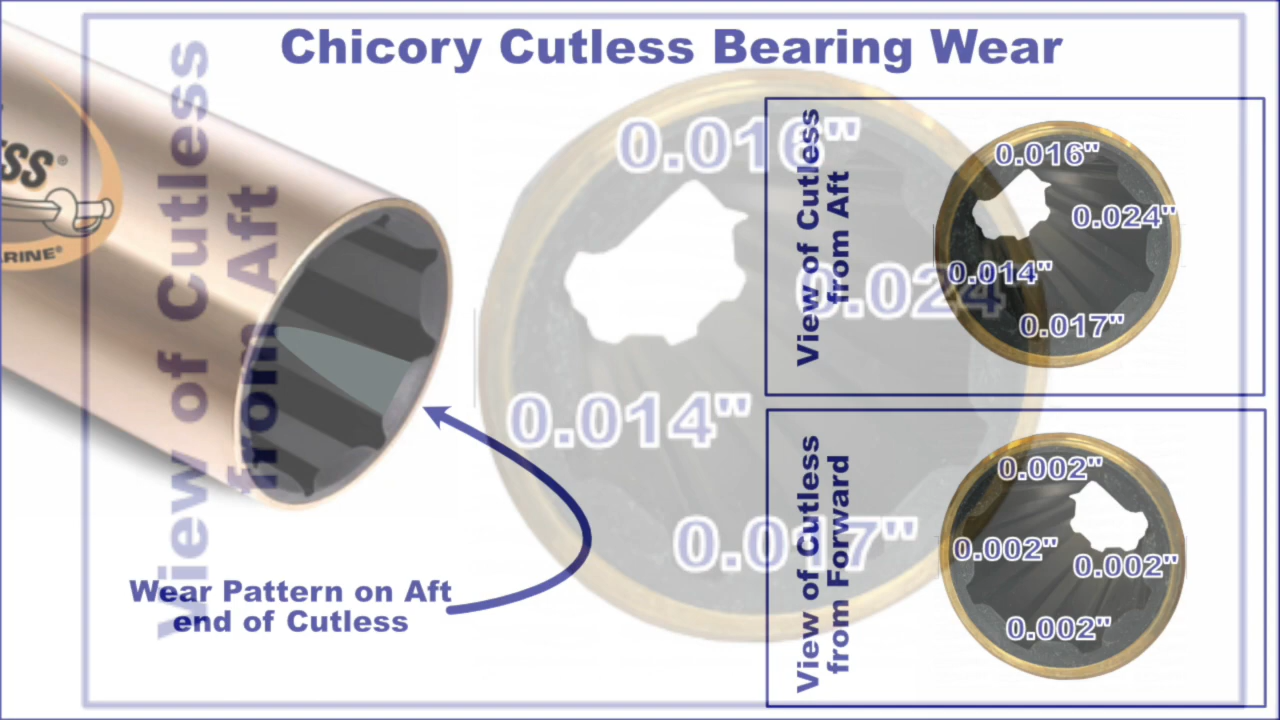 Chicory Cutless Bearing Wear
View of Cutless
from Aft
0.016"
0.024
0.014"
0.017"
SS®
ARINE®
Wear Pattern on Aft
end of Cutless
View of Cutless
from Aft
0.016"
0.024"
0.014"
0.017"
View of Cutless
from Forward
0.002"
0.002"
0.002"
0.002"